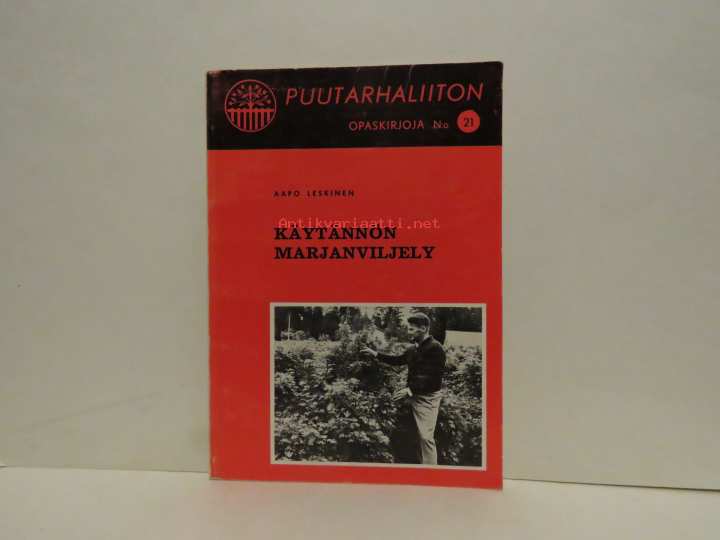 PUUTARHALIITON
OPASKIRJOJA No 21
AAPO LESKINEN
Antikvariaatti.net
KÄYTÄNNÖN
MARJANVILJELY